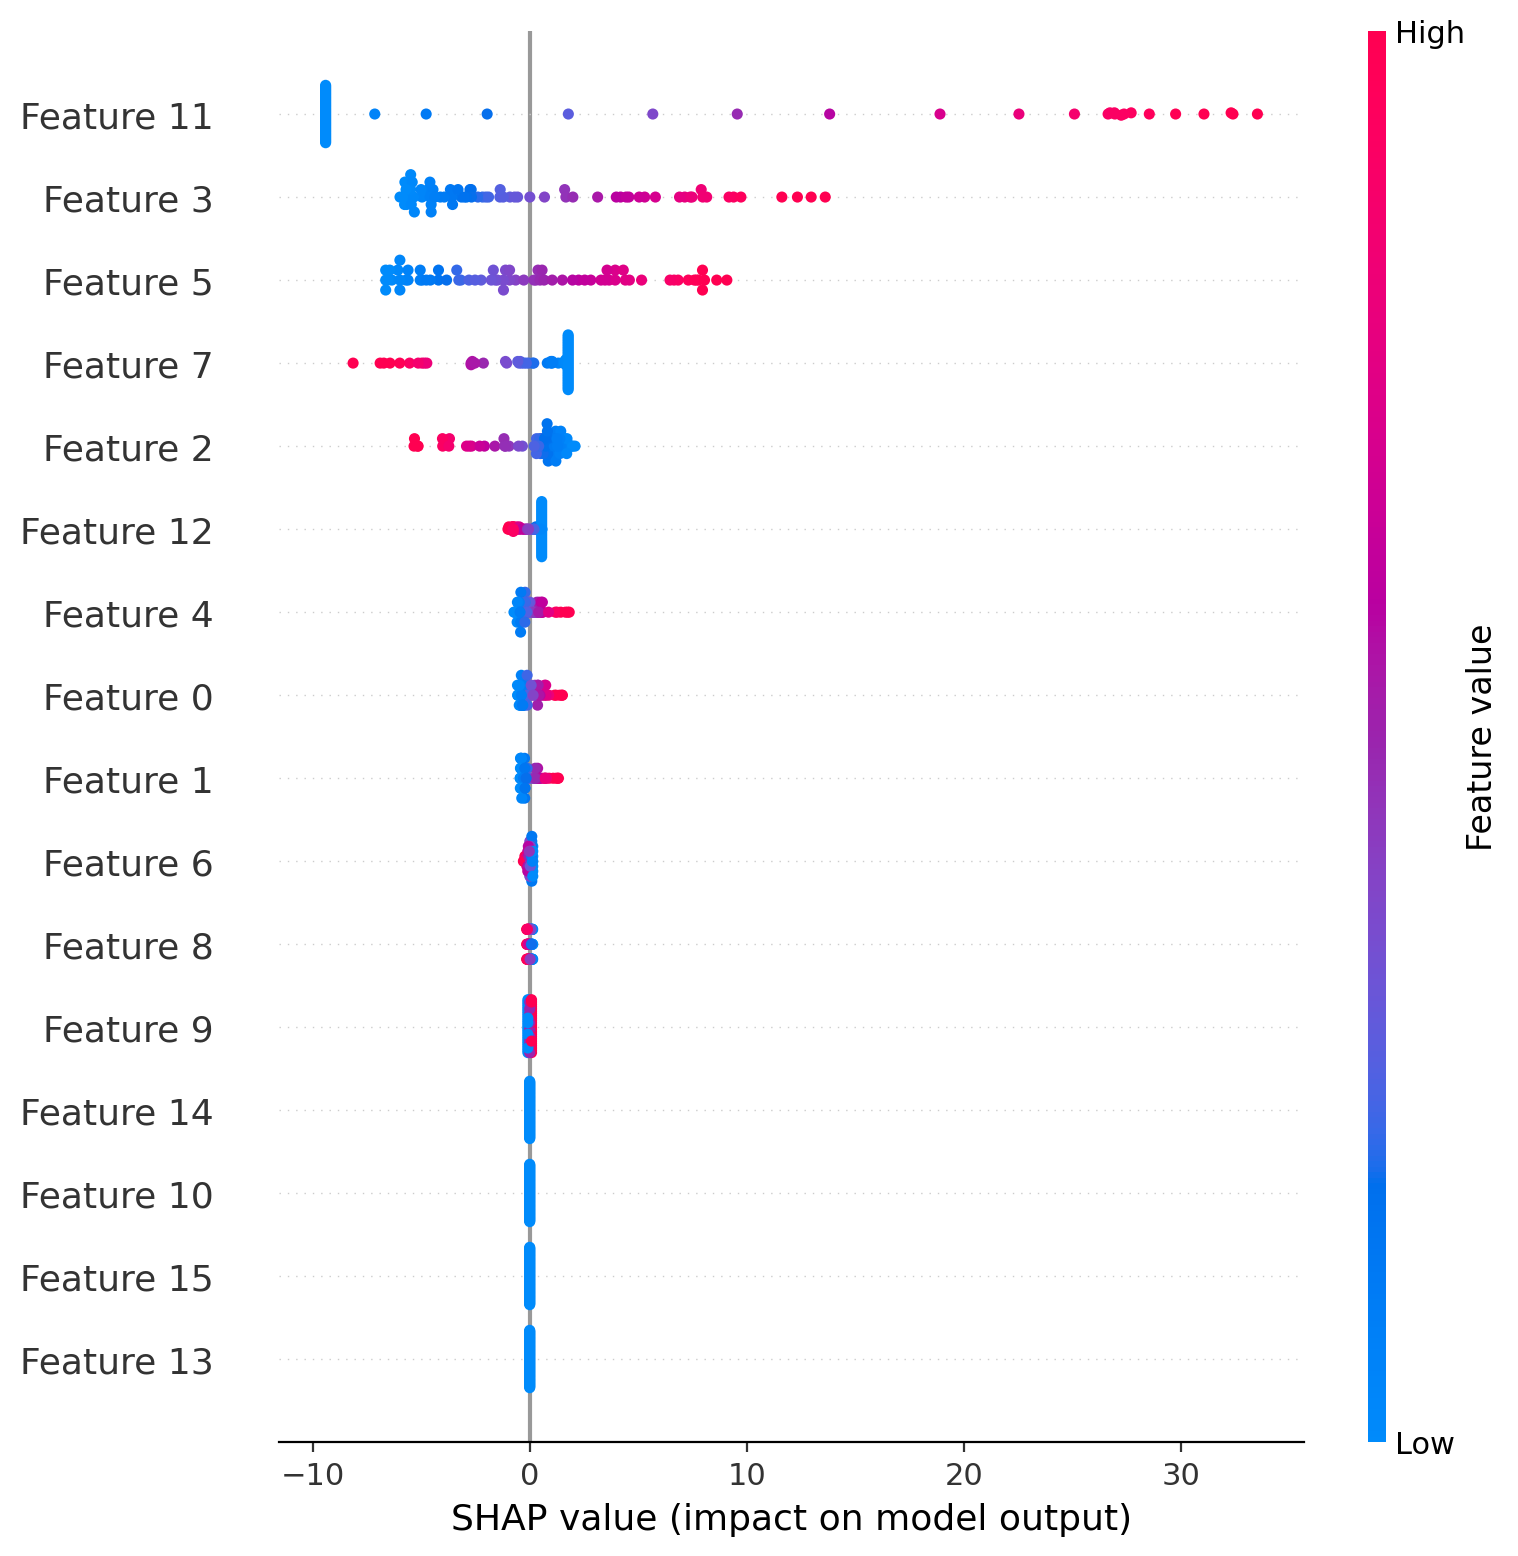 High
Feature 11
Feature 3
Feature 5
Feature 7
Feature 2
Feature 12
Feature 4
Feature 0
Feature 1
Feature 6
Feature 8
Feature 9
Feature 14
Feature 10
Feature 15
Feature 13
Feature value
Low
−10 0 10 20 30
SHAP value (impact on model output)